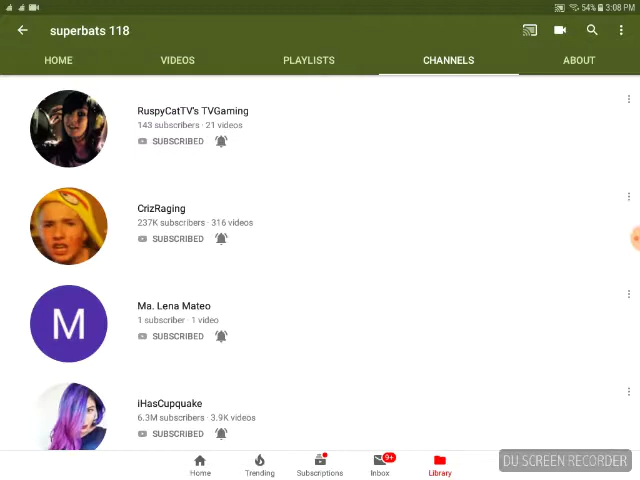 54% 3:08 PM
superbats 118
HOME VIDEOS PLAYLISTS CHANNELS ABOUT
RuspyCatTV's TVGaming
143 subscribers · 21 videos
SUBSCRIBED
CrizRaging
237K subscribers · 316 videos
SUBSCRIBED
M
Ma. Lena Mateo
1 subscriber · 1 video
SUBSCRIBED
iHasCupquake
6.3M subscribers · 3.9K videos
SUBSCRIBED
9+
Home Trending Subscriptions Inbox Library
DU SCREEN RECORDER